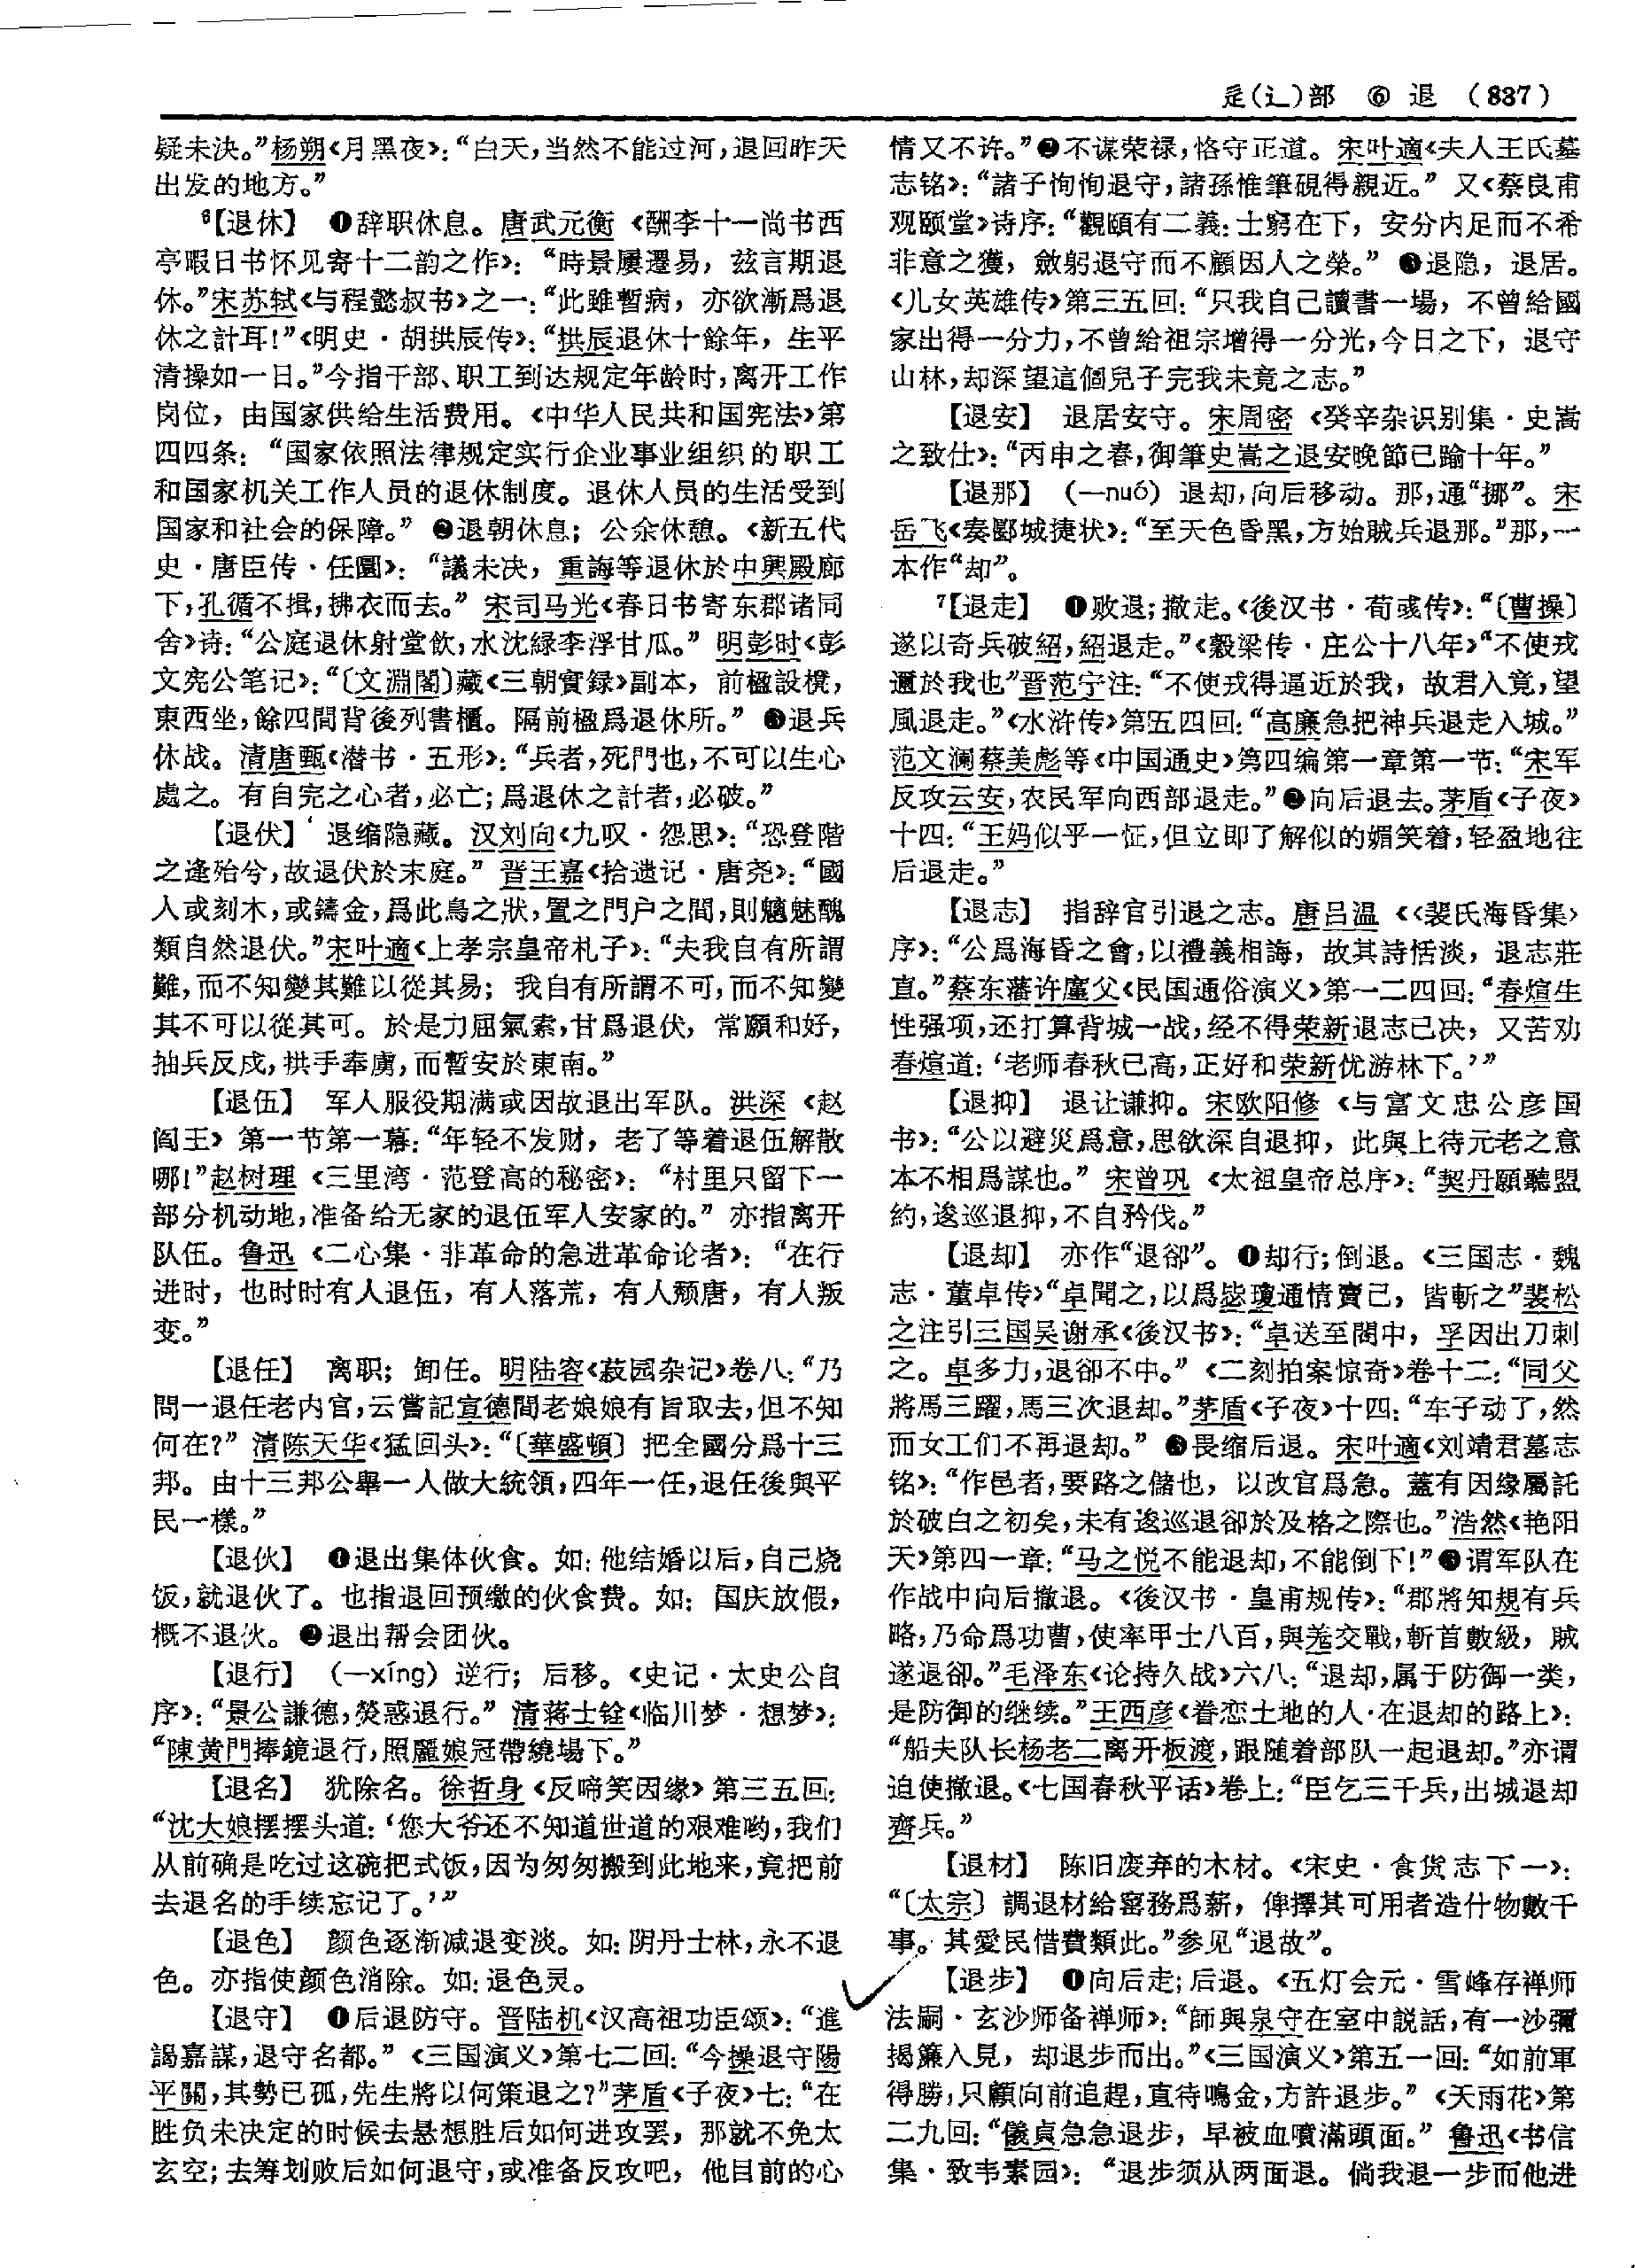 辵(辶)部 ⑥ 退 (837)
疑未决。”杨朔《月黑夜》:“白天,当然不能过河,退回昨天
出发的地方。”
⁶【退休】 ❶辞职休息。唐武元衡《酬李十一尚书西
亭暇日书怀见寄十二韵之作》:“時景屢遷易,兹言期退
休。”宋苏轼《与程懿叔书》之一:“此雖暫病,亦欲漸爲退
休之計耳!”《明史·胡拱辰传》:“拱辰退休十餘年,生平
清操如一日。”今指干部、职工到达规定年龄时,离开工作
岗位,由国家供给生活费用。《中华人民共和国宪法》第
四四条:“国家依照法律规定实行企业事业组织的职工
和国家机关工作人员的退休制度。退休人员的生活受到
国家和社会的保障。” ❷退朝休息;公余休憩。《新五代
史·唐臣传·任圜》:“議未决,重誨等退休於中興殿廊
下,孔循不揖,拂衣而去。” 宋司马光《春日书寄东郡诸同
舍》诗:“公庭退休射堂飲,水沈緑李浮甘瓜。” 明彭时《彭
文宪公笔记》:“〔文淵閣〕藏《三朝實録》副本,前楹設櫈,
東西坐,餘四間背後列書櫃。隔前楹爲退休所。” ❸退兵
休战。清唐甄《潜书·五形》:“兵者,死門也,不可以生心
處之。有自完之心者,必亡;爲退休之計者,必破。”
【退伏】 退缩隐藏。汉刘向《九叹·怨思》:“恐登階
之逢殆兮,故退伏於末庭。” 晋王嘉《拾遗记·唐尧》:“國
人或刻木,或鑄金,爲此鳥之狀,置之門户之間,則魑魅醜
類自然退伏。”宋叶適《上孝宗皇帝札子》:“夫我自有所謂
難,而不知變其難以從其易;我自有所謂不可,而不知變
其不可以從其可。於是力屈氣索,甘爲退伏,常願和好,
抽兵反戍,拱手奉虜,而暫安於東南。”
【退伍】 军人服役期满或因故退出军队。洪深《赵
阎王》第一节第一幕:“年轻不发财,老了等着退伍解散
哪!”赵树理《三里湾·范登高的秘密》:“村里只留下一
部分机动地,准备给无家的退伍军人安家的。” 亦指离开
队伍。鲁迅《二心集·非革命的急进革命论者》:“在行
进时,也时时有人退伍,有人落荒,有人颓唐,有人叛
变。”
【退任】 离职;卸任。明陆容《菽园杂记》卷八:“乃
問一退任老内官,云嘗記宣德間老娘娘有旨取去,但不知
何在?” 清陈天华《猛回头》:“〔華盛頓〕把全國分爲十三
邦。由十三邦公舉一人做大統領,四年一任,退任後與平
民一樣。”
【退伙】 ❶退出集体伙食。如:他结婚以后,自己烧
饭,就退伙了。也指退回预缴的伙食费。如:国庆放假,
概不退伙。❷退出帮会团伙。
【退行】 (—xíng)逆行;后移。《史记·太史公自
序》:“景公謙德,熒惑退行。” 清蒋士铨《临川梦·想梦》:
“陳黄門捧鏡退行,照麗娘冠帶繞場下。”
【退名】 犹除名。徐哲身《反啼笑因缘》第三五回:
“沈大娘摆摆头道:‘您大爷还不知道世道的艰难哟,我们
从前确是吃过这碗把式饭,因为匆匆搬到此地来,竟把前
去退名的手续忘记了。’”
【退色】 颜色逐渐减退变淡。如:阴丹士林,永不退
色。亦指使颜色消除。如:退色灵。
【退守】 ❶后退防守。晋陆机《汉高祖功臣颂》:“進
謁嘉謀,退守名都。” 《三国演义》第七二回:“今操退守陽
平關,其勢已孤,先生將以何策退之?”茅盾《子夜》七:“在
胜负未决定的时候去悬想胜后如何进攻罢,那就不免太
玄空;去筹划败后如何退守,或准备反攻吧,他目前的心
情又不许。”❷不谋荣禄,恪守正道。宋叶適《夫人王氏墓
志铭》:“諸子恂恂退守,諸孫惟筆硯得親近。” 又《蔡良甫
观颐堂》诗序:“觀頤有二義:士窮在下,安分内足而不希
非意之獲,斂躬退守而不顧因人之榮。” ❸退隐,退居。
《儿女英雄传》第三五回:“只我自己讀書一場,不曾給國
家出得一分力,不曾給祖宗增得一分光,今日之下,退守
山林,却深望這個兒子完我未竟之志。”
【退安】 退居安守。宋周密《癸辛杂识别集·史嵩
之致仕》:“丙申之春,御筆史嵩之退安晚節已踰十年。”
【退那】 (—nuó)退却,向后移动。那,通“挪”。宋
岳飞《奏郾城捷状》:“至天色昏黑,方始賊兵退那。”那,一
本作“却”。
⁷【退走】 ❶败退;撤走。《後汉书·荀彧传》:“〔曹操〕
遂以奇兵破紹,紹退走。”《穀梁传·庄公十八年》“不使戎
邇於我也”晋范宁注:“不使戎得逼近於我,故君入竟,望
風退走。”《水浒传》第五四回:“高廉急把神兵退走入城。”
范文澜蔡美彪等《中国通史》第四编第一章第一节:“宋军
反攻云安,农民军向西部退走。”❷向后退去。茅盾《子夜》
十四:“王妈似乎一怔,但立即了解似的媚笑着,轻盈地往
后退走。”
【退志】 指辞官引退之志。唐吕温《〈裴氏海昏集〉
序》:“公爲海昏之會,以禮義相誨,故其詩恬淡,退志莊
直。”蔡东藩许廑父《民国通俗演义》第一二四回:“春煊生
性强项,还打算背城一战,经不得荣新退志已决,又苦劝
春煊道:‘老师春秋已高,正好和荣新优游林下。’”
【退抑】 退让谦抑。宋欧阳修《与富文忠公彦国
书》:“公以避災爲意,思欲深自退抑,此與上待元老之意
本不相爲謀也。” 宋曾巩《太祖皇帝总序》:“契丹願聽盟
約,逡巡退抑,不自矜伐。”
【退却】 亦作“退卻”。❶却行;倒退。《三国志·魏
志·董卓传》“卓聞之,以爲毖瓊通情賣己,皆斬之”裴松
之注引三国吴谢承《後汉书》:“卓送至閤中,孚因出刀刺
之。卓多力,退卻不中。” 《二刻拍案惊奇》卷十二:“同父
將馬三躍,馬三次退却。”茅盾《子夜》十四:“车子动了,然
而女工们不再退却。” ❷畏缩后退。宋叶適《刘靖君墓志
铭》:“作邑者,要路之儲也,以改官爲急。蓋有因缘屬託
於破白之初矣,未有逡巡退卻於及格之際也。”浩然《艳阳
天》第四一章:“马之悦不能退却,不能倒下!”❸谓军队在
作战中向后撤退。《後汉书·皇甫规传》:“郡將知規有兵
略,乃命爲功曹,使率甲士八百,與羌交戰,斬首數級,賊
遂退卻。”毛泽东《论持久战》六八:“退却,属于防御一类,
是防御的继续。”王西彦《眷恋土地的人·在退却的路上》:
“船夫队长杨老二离开板渡,跟随着部队一起退却。”亦谓
迫使撤退。《七国春秋平话》卷上:“臣乞三千兵,出城退却
齊兵。”
【退材】 陈旧废弃的木材。《宋史·食货志下一》:
“〔太宗〕調退材給窰務爲薪,俾擇其可用者造什物數千
事。其愛民惜費類此。”参见“退故”。
【退步】 ❶向后走;后退。《五灯会元·雪峰存禅师
法嗣·玄沙师备禅师》:“師與泉守在室中説話,有一沙彌
揭簾入見,却退步而出。”《三国演义》第五一回:“如前軍
得勝,只顧向前追趕,直待鳴金,方許退步。” 《天雨花》第
二九回:“儀貞急急退步,早被血噴滿頭面。” 鲁迅《书信
集·致韦素园》:“退步须从两面退。倘我退一步而他进